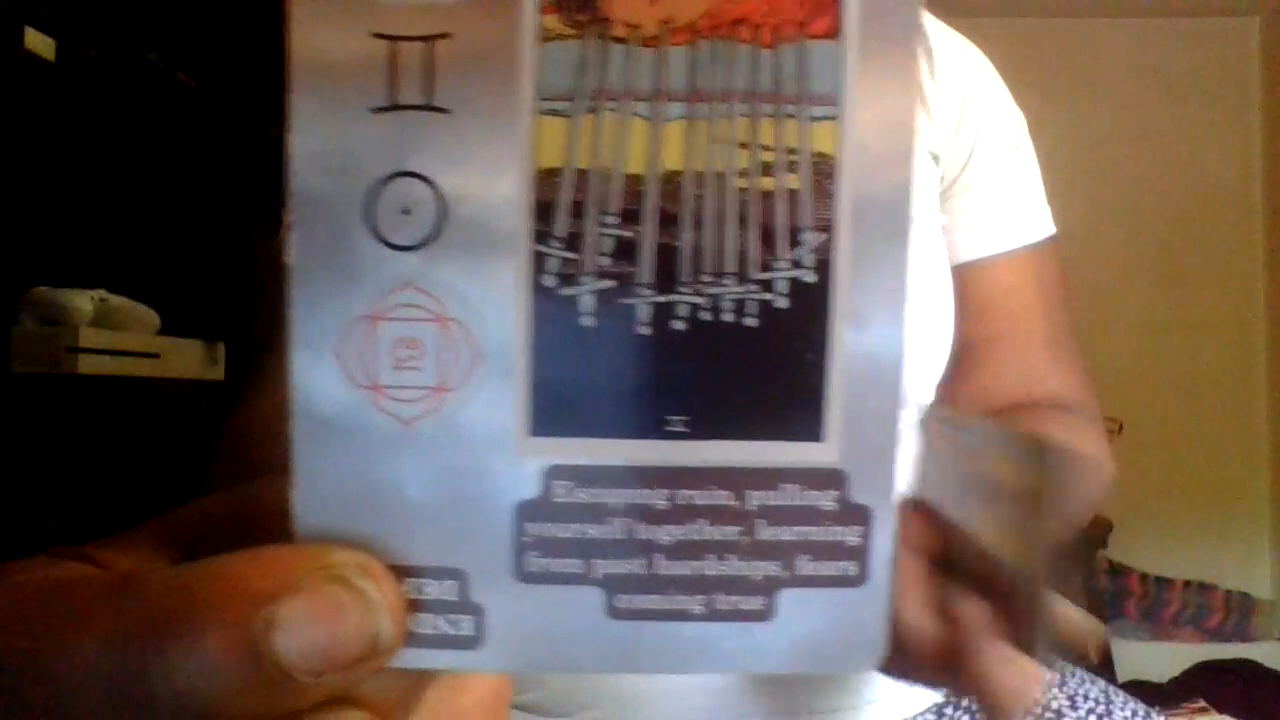 X
Escaping ruin, pulling
yourself together, learning
from past hardships, fears
coming true